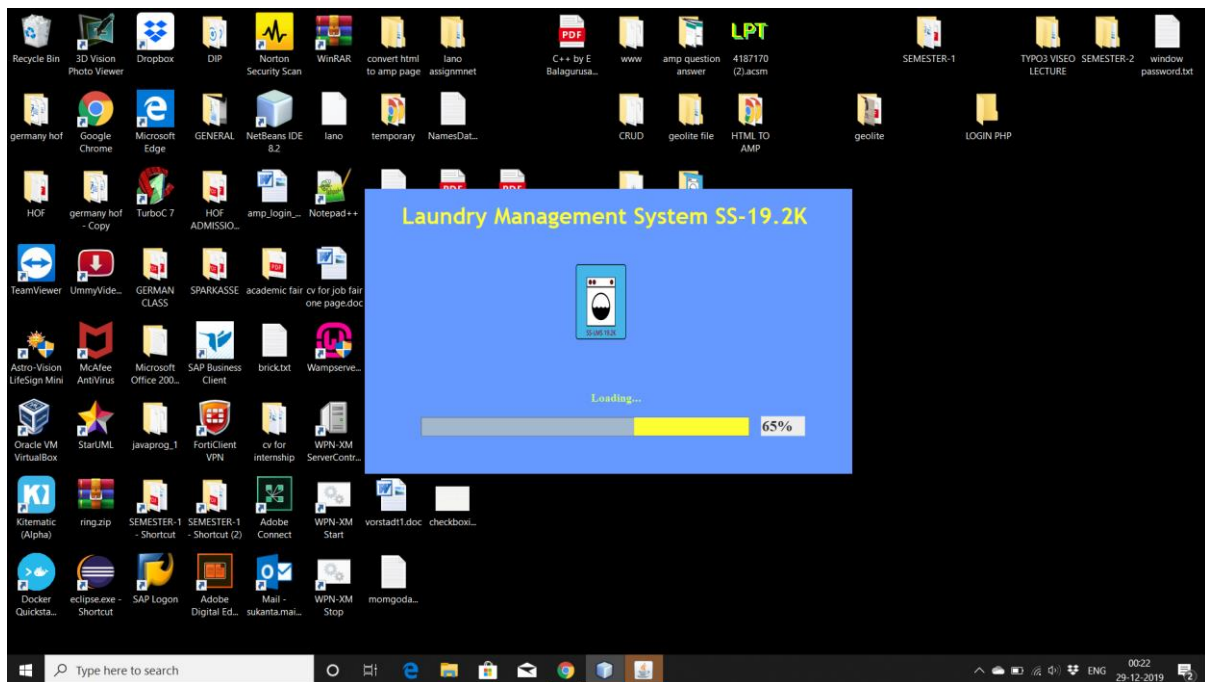 Recycle Bin
3D Vision
Photo Viewer
Dropbox
DIP
Norton
Security Scan
WinRAR
convert html
to amp page
lano
assignmnet
PDF
C++ by E
Balagurusa...
www
amp question
answer
LPT
4187170
(2).acsm
SEMESTER-1
TYPO3 VISEO
LECTURE
SEMESTER-2
window
password.txt
germany hof
Google
Chrome
Microsoft
Edge
GENERAL
NetBeans IDE
8.2
lano
temporary
NamesDat...
CRUD
geolite file
HTML TO
AMP
geolite
LOGIN PHP
HOF
germany hof
- Copy
TurboC 7
HOF
ADMISSIO...
amp_login_...
Notepad++
Laundry Management System SS-19.2K
SS-LMS 19.2K
Loading...
65%
TeamViewer
UmmyVide...
GERMAN
CLASS
SPARKASSE
academic fair
cv for job fair
one page.doc
Astro-Vision
LifeSign Mini
McAfee
AntiVirus
Microsoft
Office 200...
SAP Business
Client
brick.txt
Wampserve...
Oracle VM
VirtualBox
StarUML
javaprog_1
FortiClient
VPN
cv for
internship
WPN-XM
ServerContr...
Kitematic
(Alpha)
ring.zip
SEMESTER-1
- Shortcut
SEMESTER-1
- Shortcut (2)
Adobe
Connect
WPN-XM
Start
vorstadt1.doc
checkboxi...
Docker
Quicksta...
eclipse.exe -
Shortcut
SAP Logon
Adobe
Digital Ed...
Mail -
sukanta.mai...
WPN-XM
Stop
momgoda...
Type here to search
ENG
00:22
29-12-2019